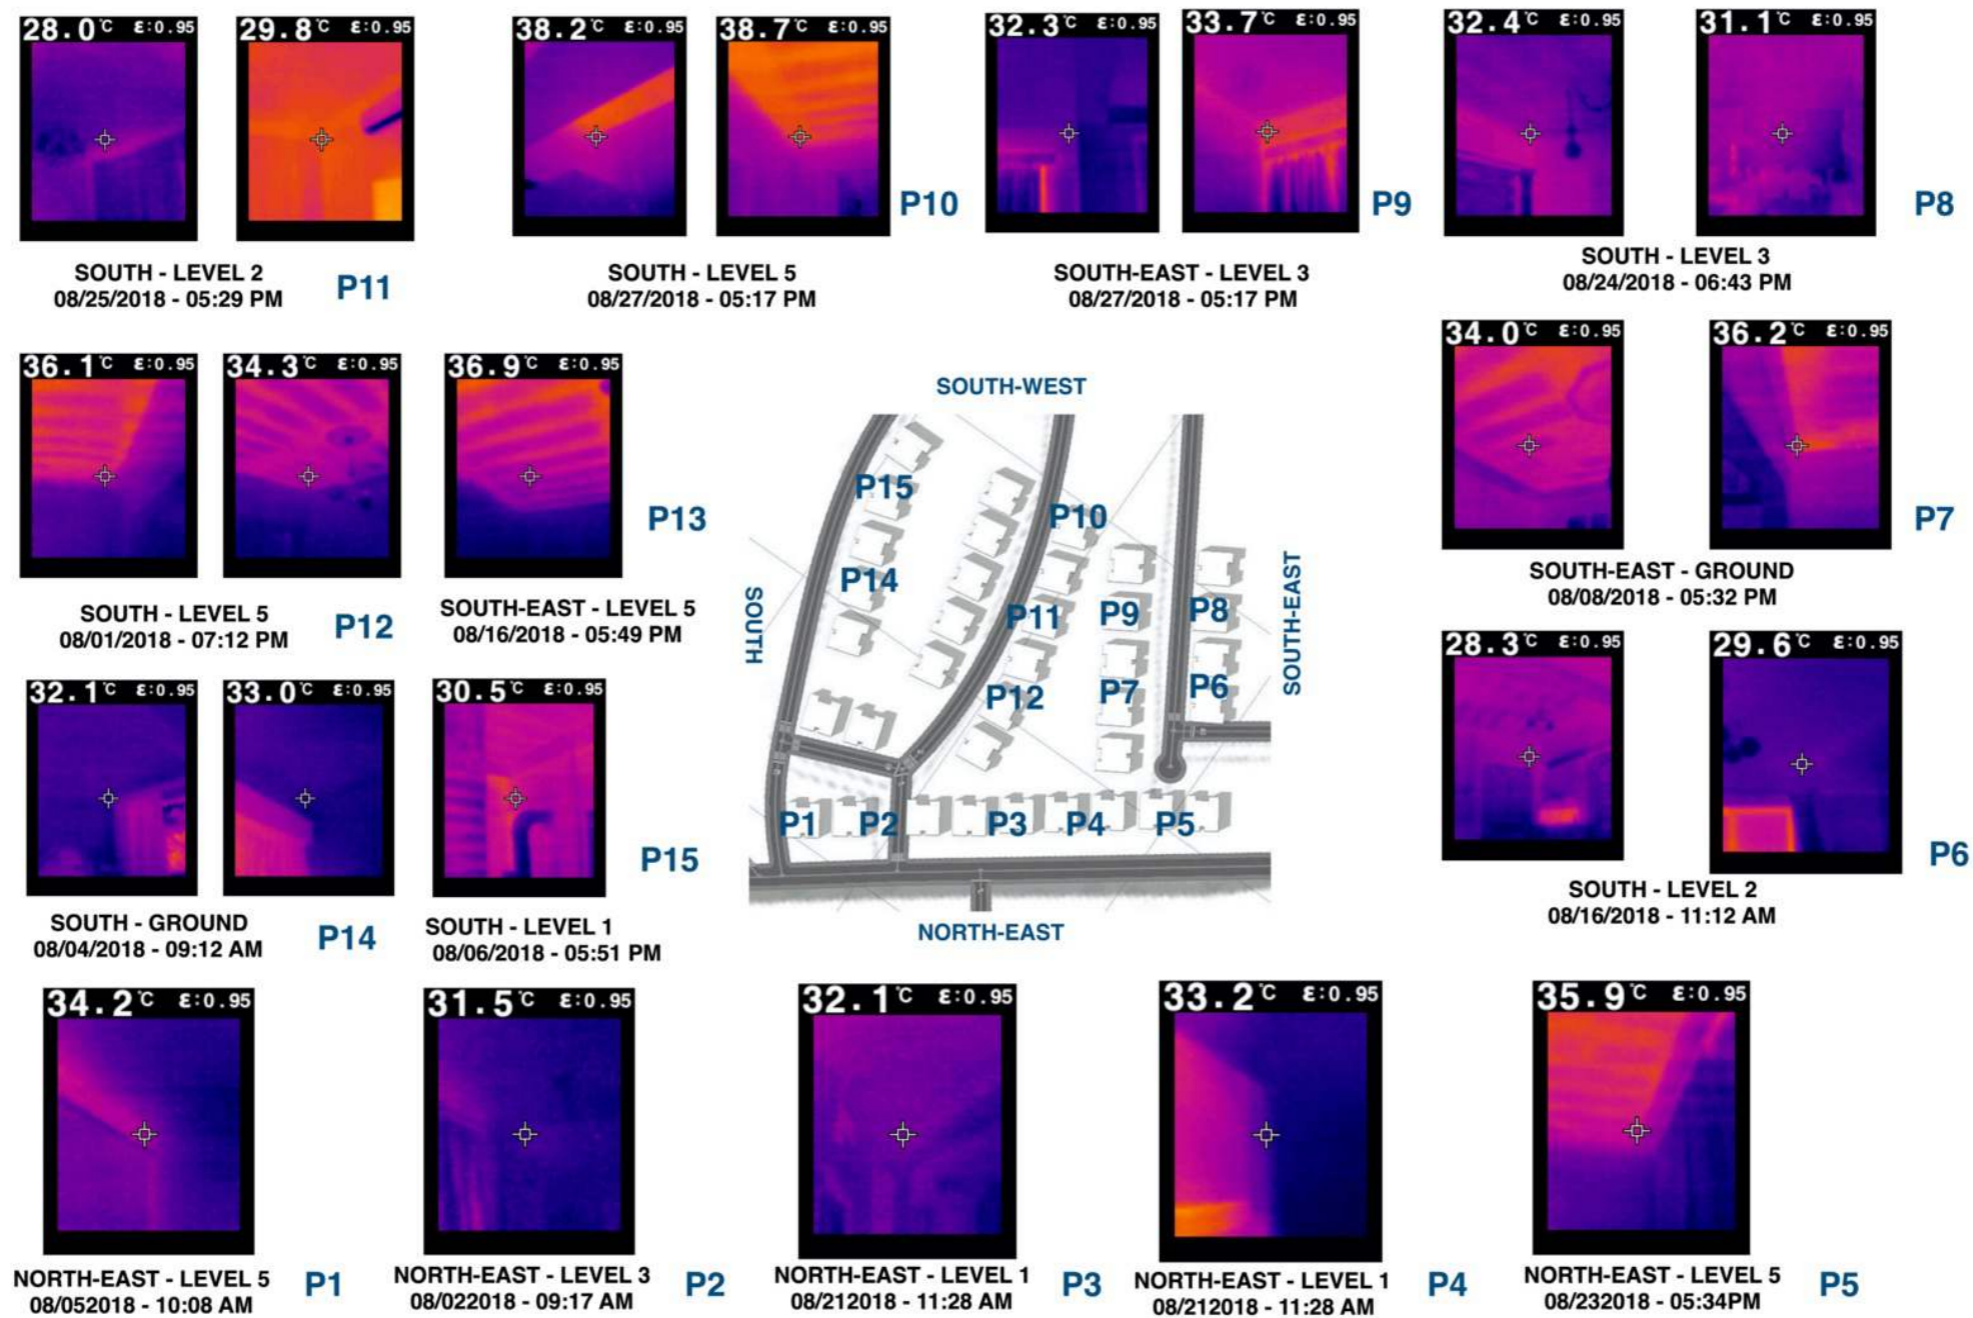 28.0°C ε:0.95
29.8°C ε:0.95
38.2°C ε:0.95
38.7°C ε:0.95
32.3°C ε:0.95
33.7°C ε:0.95
32.4°C ε:0.95
31.1°C ε:0.95
P10
P9
P8
SOUTH - LEVEL 2
08/25/2018 - 05:29 PM
P11
SOUTH - LEVEL 5
08/27/2018 - 05:17 PM
SOUTH-EAST - LEVEL 3
08/27/2018 - 05:17 PM
SOUTH - LEVEL 3
08/24/2018 - 06:43 PM
36.1°C ε:0.95
34.3°C ε:0.95
36.9°C ε:0.95
P13
34.0°C ε:0.95
36.2°C ε:0.95
P7
SOUTH - LEVEL 5
08/01/2018 - 07:12 PM
P12
SOUTH-EAST - LEVEL 5
08/16/2018 - 05:49 PM
SOUTH-EAST - GROUND
08/08/2018 - 05:32 PM
SOUTH-WEST
P15
P10
P14
P11
P9
P8
SOUTH
SOUTH-EAST
P12
P7
P6
P1
P2
P3
P4
P5
NORTH-EAST
32.1°C ε:0.95
33.0°C ε:0.95
30.5°C ε:0.95
P15
28.3°C ε:0.95
29.6°C ε:0.95
P6
SOUTH - GROUND
08/04/2018 - 09:12 AM
P14
SOUTH - LEVEL 1
08/06/2018 - 05:51 PM
SOUTH - LEVEL 2
08/16/2018 - 11:12 AM
34.2°C ε:0.95
31.5°C ε:0.95
32.1°C ε:0.95
33.2°C ε:0.95
35.9°C ε:0.95
NORTH-EAST - LEVEL 5
08/052018 - 10:08 AM
P1
NORTH-EAST - LEVEL 3
08/022018 - 09:17 AM
P2
NORTH-EAST - LEVEL 1
08/212018 - 11:28 AM
P3
NORTH-EAST - LEVEL 1
08/212018 - 11:28 AM
P4
NORTH-EAST - LEVEL 5
08/232018 - 05:34PM
P5